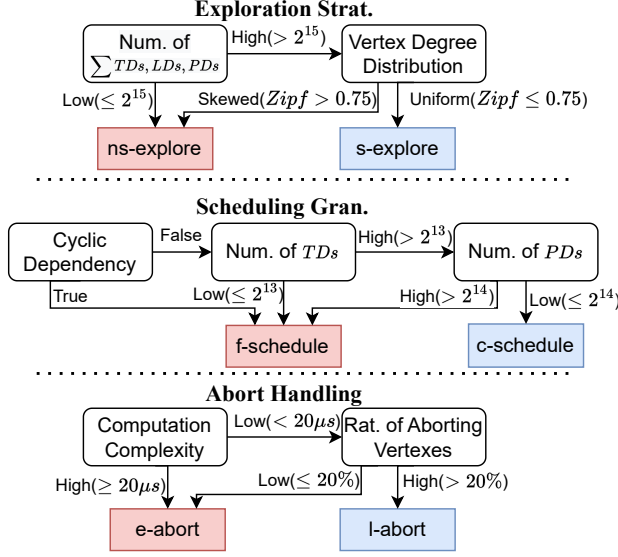 Exploration Strat.
Num. of
∑ TDs, LDs, PDs
High(> 2^15)
Vertex Degree
Distribution
Low(≤ 2^15)
Skewed(Zipf > 0.75)
Uniform(Zipf ≤ 0.75)
ns-explore
s-explore
Scheduling Gran.
Cyclic
Dependency
False
Num. of TDs
High(> 2^13)
Num. of PDs
True
Low(≤ 2^13)
High(> 2^14)
Low(≤ 2^14)
f-schedule
c-schedule
Abort Handling
Computation
Complexity
Low(< 20μs)
Rat. of Aborting
Vertexes
High(≥ 20μs)
Low(≤ 20%)
High(> 20%)
e-abort
l-abort